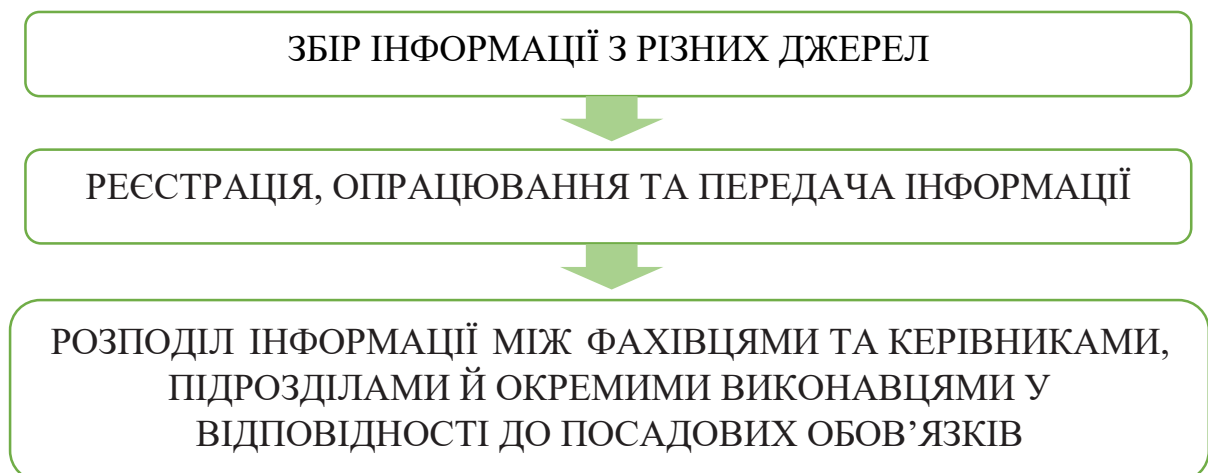 ЗБІР ІНФОРМАЦІЇ З РІЗНИХ ДЖЕРЕЛ
РЕЄСТРАЦІЯ, ОПРАЦЮВАННЯ ТА ПЕРЕДАЧА ІНФОРМАЦІЇ
РОЗПОДІЛ ІНФОРМАЦІЇ МІЖ ФАХІВЦЯМИ ТА КЕРІВНИКАМИ,
ПІДРОЗДІЛАМИ Й ОКРЕМИМИ ВИКОНАВЦЯМИ У
ВІДПОВІДНОСТІ ДО ПОСАДОВИХ ОБОВ’ЯЗКІВ